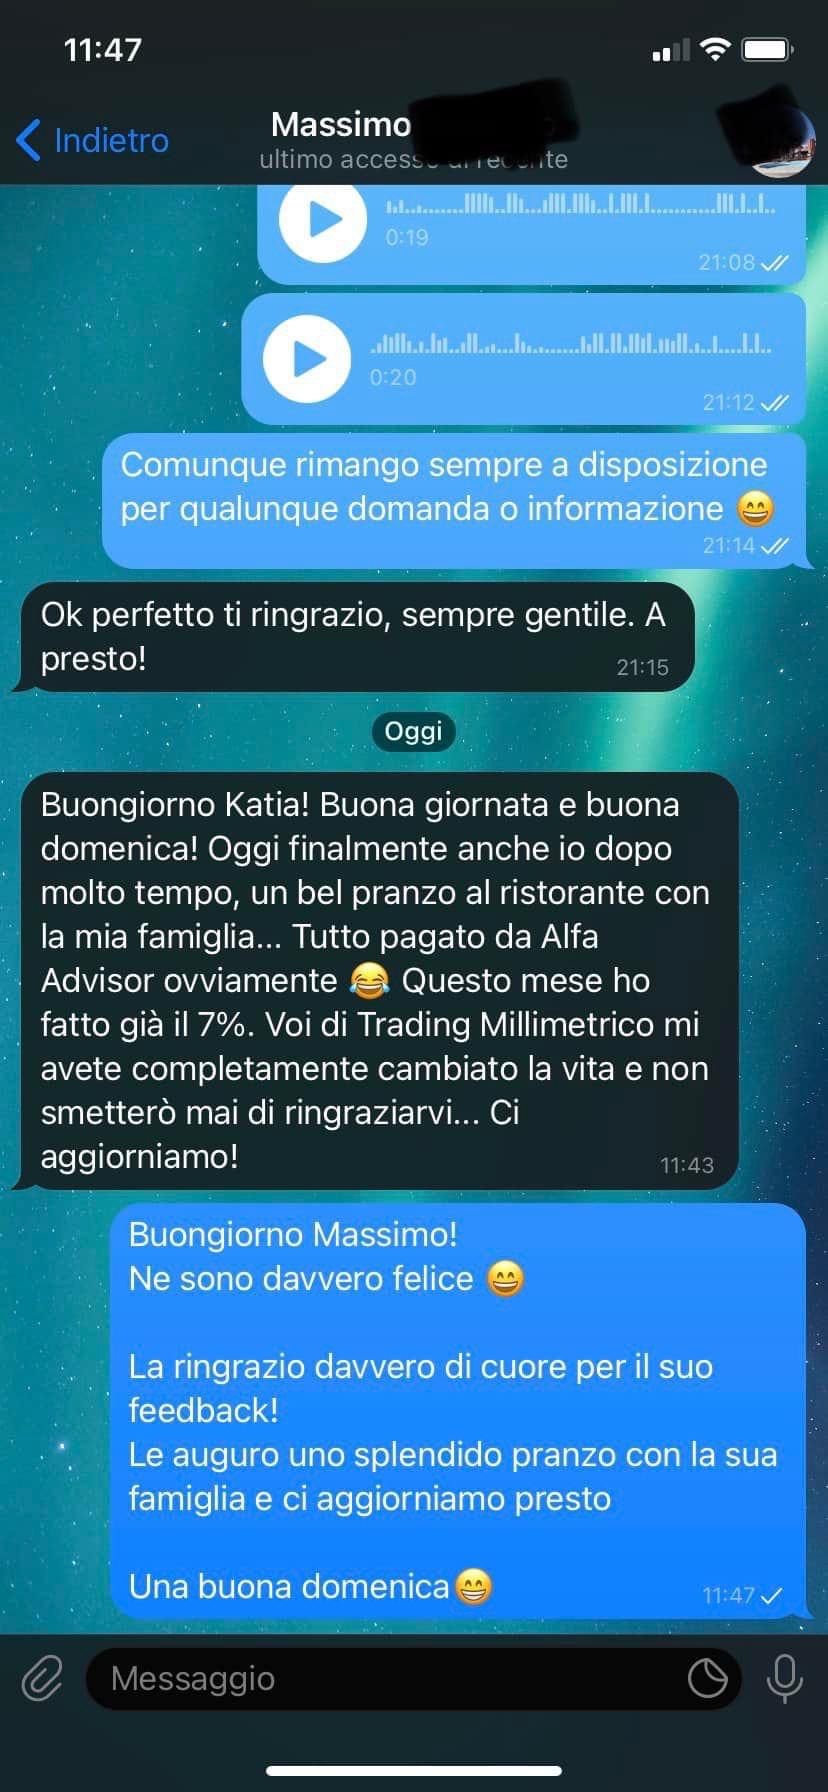 11:47
Indietro
Massimo
ultimo accesso di recente
0:19
21:08
0:20
21:12
Comunque rimango sempre a disposizione
per qualunque domanda o informazione 😄
21:14
Ok perfetto ti ringrazio, sempre gentile. A
presto!
21:15
Oggi
Buongiorno Katia! Buona giornata e buona
domenica! Oggi finalmente anche io dopo
molto tempo, un bel pranzo al ristorante con
la mia famiglia... Tutto pagato da Alfa
Advisor ovviamente 😂 Questo mese ho
fatto già il 7%. Voi di Trading Millimetrico mi
avete completamente cambiato la vita e non
smetterò mai di ringraziarvi... Ci
aggiorniamo!
11:43
Buongiorno Massimo!
Ne sono davvero felice 😄
La ringrazio davvero di cuore per il suo
feedback!
Le auguro uno splendido pranzo con la sua
famiglia e ci aggiorniamo presto
Una buona domenica😁
11:47
Messaggio